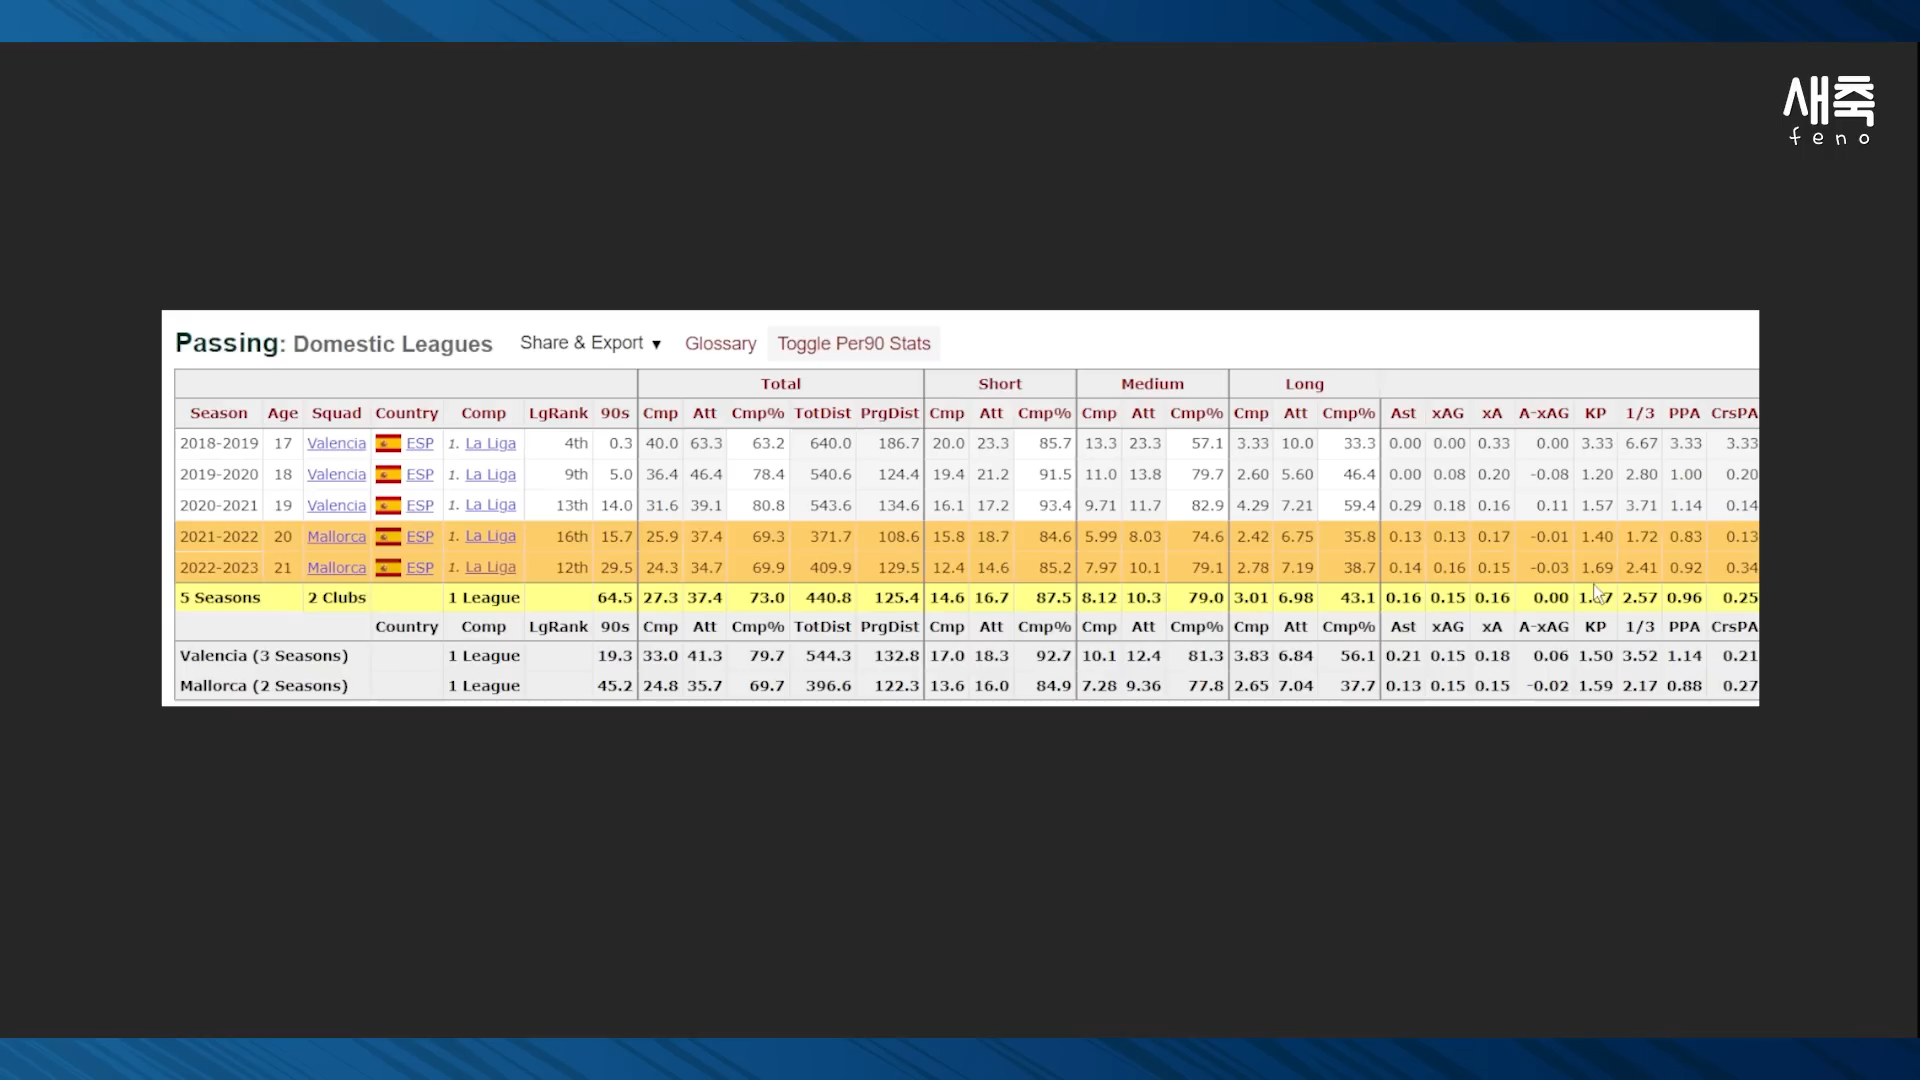 새축
feno
Passing: Domestic Leagues Share & Export ▼ Glossary Toggle Per90 Stats
Total Short Medium Long
Season Age Squad Country Comp LgRank 90s Cmp Att Cmp% TotDist PrgDist Cmp Att Cmp% Cmp Att Cmp% Cmp Att Cmp% Ast xAG xA A-xAG KP 1/3 PPA CrsPA
2018-2019 17 Valencia ESP 1. La Liga 4th 0.3 40.0 63.3 63.2 640.0 186.7 20.0 23.3 85.7 13.3 23.3 57.1 3.33 10.0 33.3 0.00 0.00 0.33 0.00 3.33 6.67 3.33 3.33
2019-2020 18 Valencia ESP 1. La Liga 9th 5.0 36.4 46.4 78.4 540.6 124.4 19.4 21.2 91.5 11.0 13.8 79.7 2.60 5.60 46.4 0.00 0.08 0.20 -0.08 1.20 2.80 1.00 0.20
2020-2021 19 Valencia ESP 1. La Liga 13th 14.0 31.6 39.1 80.8 543.6 134.6 16.1 17.2 93.4 9.71 11.7 82.9 4.29 7.21 59.4 0.29 0.18 0.16 0.11 1.57 3.71 1.14 0.14
2021-2022 20 Mallorca ESP 1. La Liga 16th 15.7 25.9 37.4 69.3 371.7 108.6 15.8 18.7 84.6 5.99 8.03 74.6 2.42 6.75 35.8 0.13 0.13 0.17 -0.01 1.40 1.72 0.83 0.13
2022-2023 21 Mallorca ESP 1. La Liga 12th 29.5 24.3 34.7 69.9 409.9 129.5 12.4 14.6 85.2 7.97 10.1 79.1 2.78 7.19 38.7 0.14 0.16 0.15 -0.03 1.69 2.41 0.92 0.34
5 Seasons 2 Clubs 1 League 64.5 27.3 37.4 73.0 440.8 125.4 14.6 16.7 87.5 8.12 10.3 79.0 3.01 6.98 43.1 0.16 0.15 0.16 0.00 2.57 0.96 0.25
Country Comp LgRank 90s Cmp Att Cmp% TotDist PrgDist Cmp Att Cmp% Cmp Att Cmp% Cmp Att Cmp% Ast xAG xA A-xAG KP 1/3 PPA CrsPA
Valencia (3 Seasons) 1 League 19.3 33.0 41.3 79.7 544.3 132.8 17.0 18.3 92.7 10.1 12.4 81.3 3.83 6.84 56.1 0.21 0.15 0.18 0.06 1.50 3.52 1.14 0.21
Mallorca (2 Seasons) 1 League 45.2 24.8 35.7 69.7 396.6 122.3 13.6 16.0 84.9 7.28 9.36 77.8 2.65 7.04 37.7 0.13 0.15 0.15 -0.02 1.59 2.17 0.88 0.27